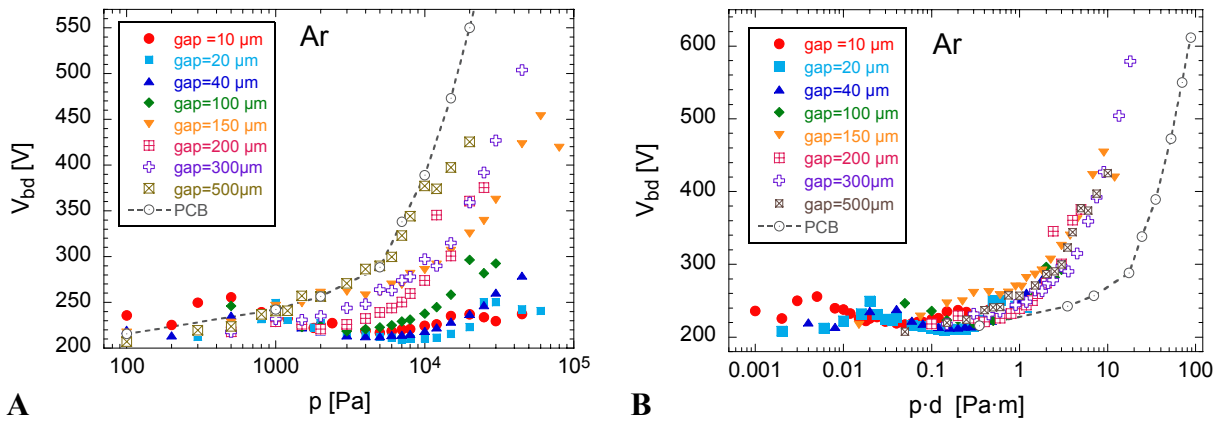 550
500
450
400
350
300
250
200
V_bd [V]
gap =10 µm
gap=20 µm
gap=40 µm
gap=100 µm
gap=150 µm
gap=200 µm
gap=300µm
gap=500µm
PCB
Ar
100
1000
10⁴
10⁵
p [Pa]
A
600
500
400
300
200
V_bd [V]
gap =10 µm
gap=20 µm
gap=40 µm
gap=100 µm
gap=150 µm
gap=200 µm
gap=300µm
gap=500µm
PCB
Ar
0.001
0.01
0.1
1
10
100
p·d [Pa·m]
B